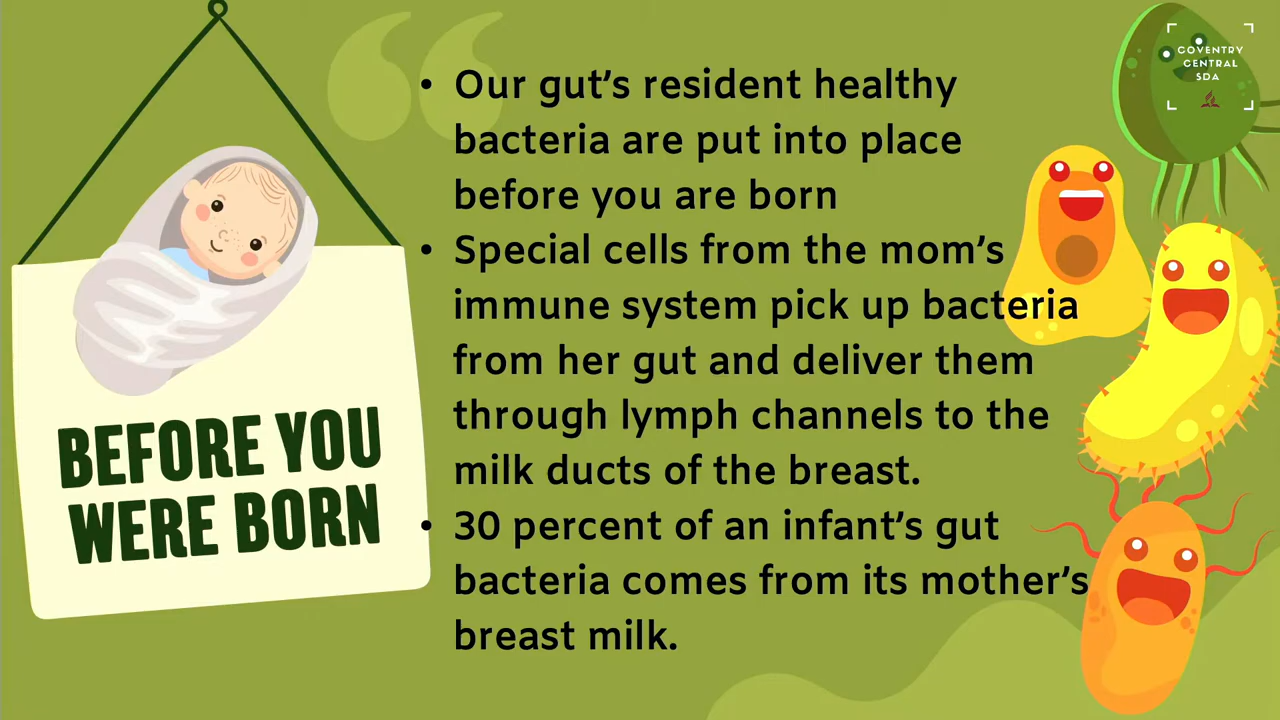 BEFORE YOU
WERE BORN
• Our gut’s resident healthy
bacteria are put into place
before you are born
• Special cells from the mom’s
immune system pick up bacteria
from her gut and deliver them
through lymph channels to the
milk ducts of the breast.
• 30 percent of an infant’s gut
bacteria comes from its mother’s
breast milk.
COVENTRY
CENTRAL
SDA